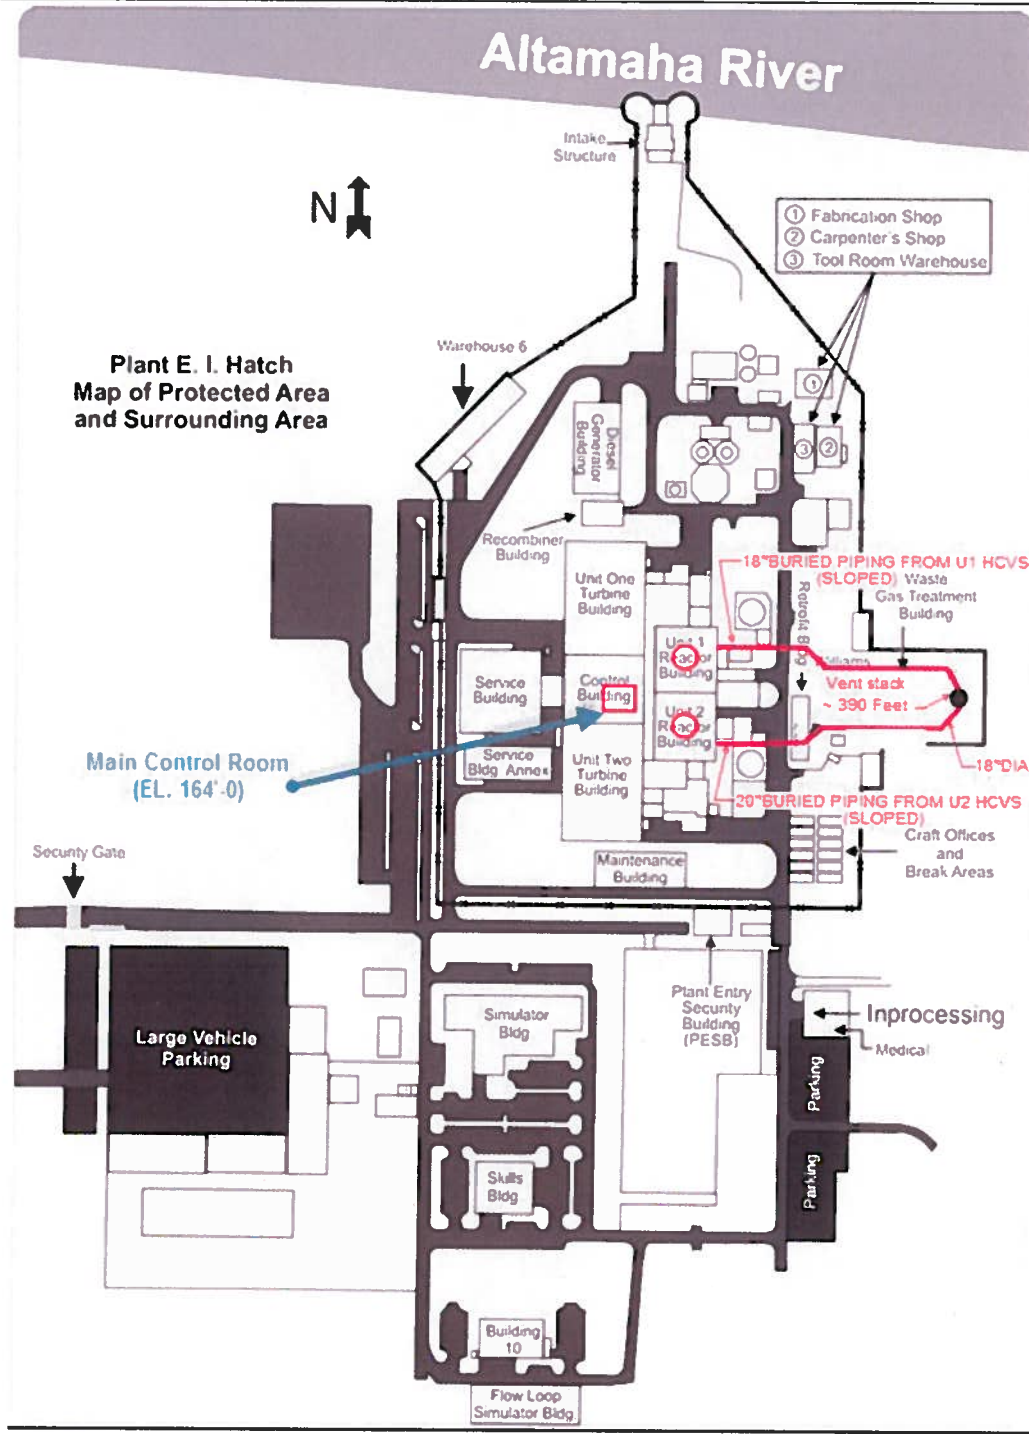 Altamaha River
Intake
Structure
N
① Fabrication Shop
② Carpenter's Shop
③ Tool Room Warehouse
Plant E. I. Hatch
Map of Protected Area
and Surrounding Area
Warehouse 6
①
③ ②
Diesel
Generator
Building
Recombiner
Building
Unit One
Turbine
Building
18"BURIED PIPING FROM U1 HCVS
(SLOPED)
Waste
Gas Treatment
Building
Retrofit Bldg
Unit 1
Reactor
Building
Service
Building
Control
Building
Vent stack
~ 390 Feet
Unit 2
Reactor
Building
Main Control Room
(EL. 164'-0)
Service
Bldg Annex
Unit Two
Turbine
Building
18"DIA
20"BURIED PIPING FROM U2 HCVS
(SLOPED)
Craft Offices
and
Break Areas
Security Gate
Maintenance
Building
Large Vehicle
Parking
Simulator
Bldg
Plant Entry
Security
Building
(PESB)
Inprocessing
Medical
Parking
Parking
Skills
Bldg
Building
10
Flow Loop
Simulator Bldg